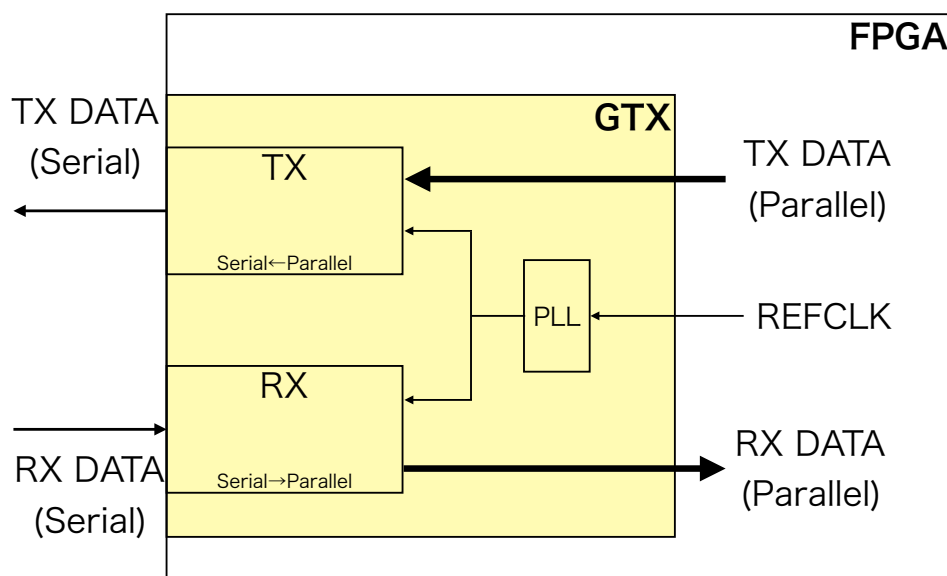 FPGA
GTX
TX DATA
(Serial)
TX
Serial←Parallel
TX DATA
(Parallel)
PLL
REFCLK
RX
Serial→Parallel
RX DATA
(Serial)
RX DATA
(Parallel)